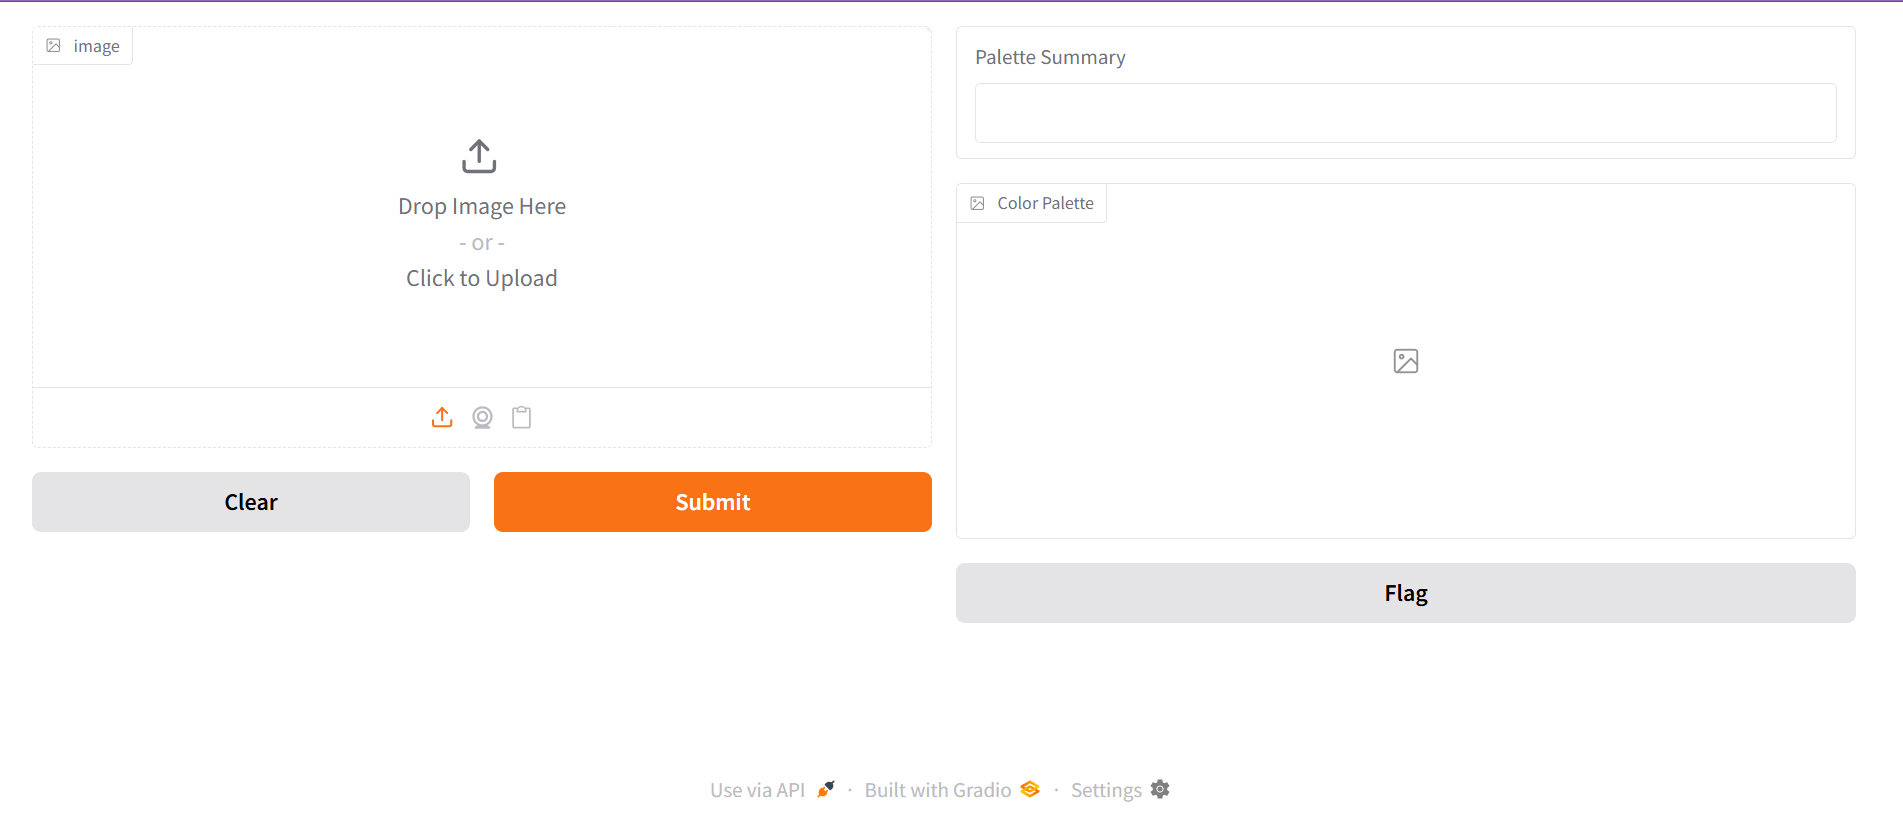 image
Drop Image Here
- or -
Click to Upload
Clear
Submit
Palette Summary
Color Palette
Flag
Use via API · Built with Gradio · Settings